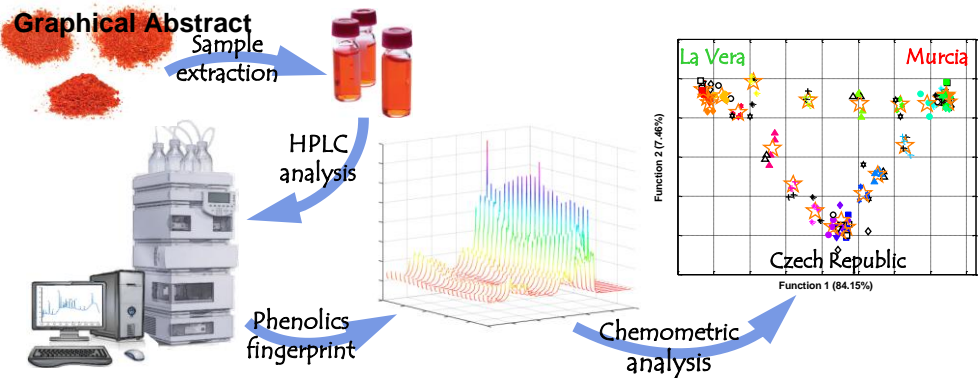 Graphical Abstract
Sample
extraction
HPLC
analysis
Phenolics
fingerprint
Chemometric
analysis
La Vera
Murcia
Function 2 (7.46%)
Czech Republic
Function 1 (84.15%)